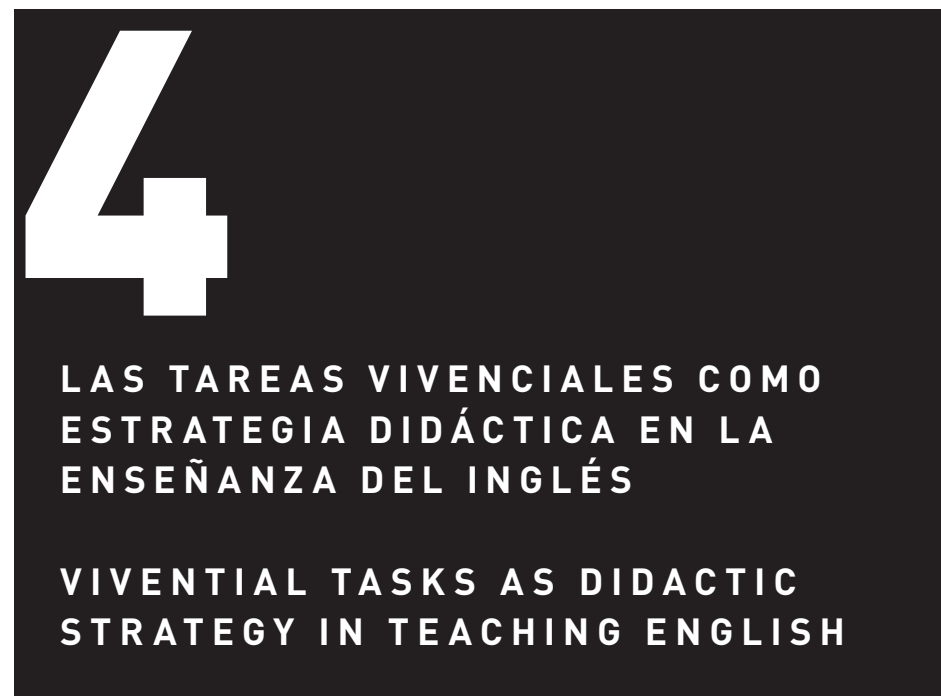 4
LAS TAREAS VIVENCIALES COMO
ESTRATEGIA DIDÁCTICA EN LA
ENSEÑANZA DEL INGLÉS
VIVENTIAL TASKS AS DIDACTIC
STRATEGY IN TEACHING ENGLISH